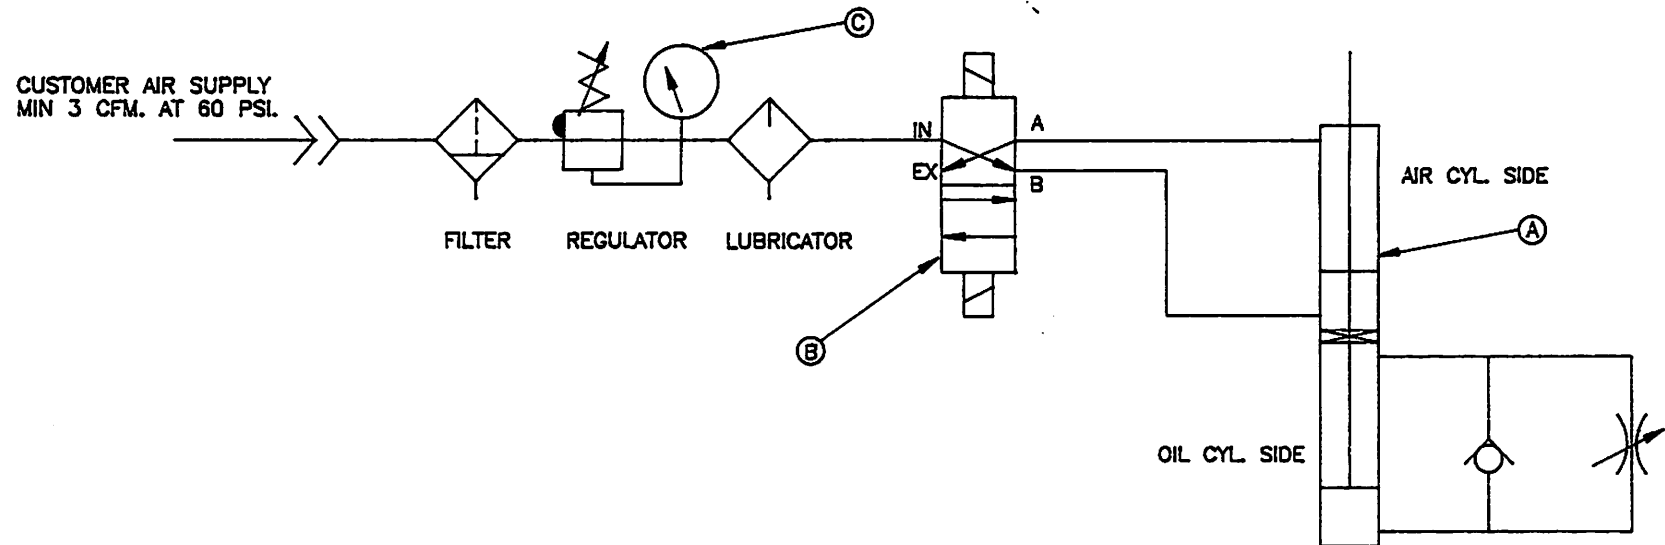 CUSTOMER AIR SUPPLY
MIN 3 CFM. AT 60 PSI.
C
IN
A
EX
B
AIR CYL. SIDE
FILTER
REGULATOR
LUBRICATOR
A
B
OIL CYL. SIDE